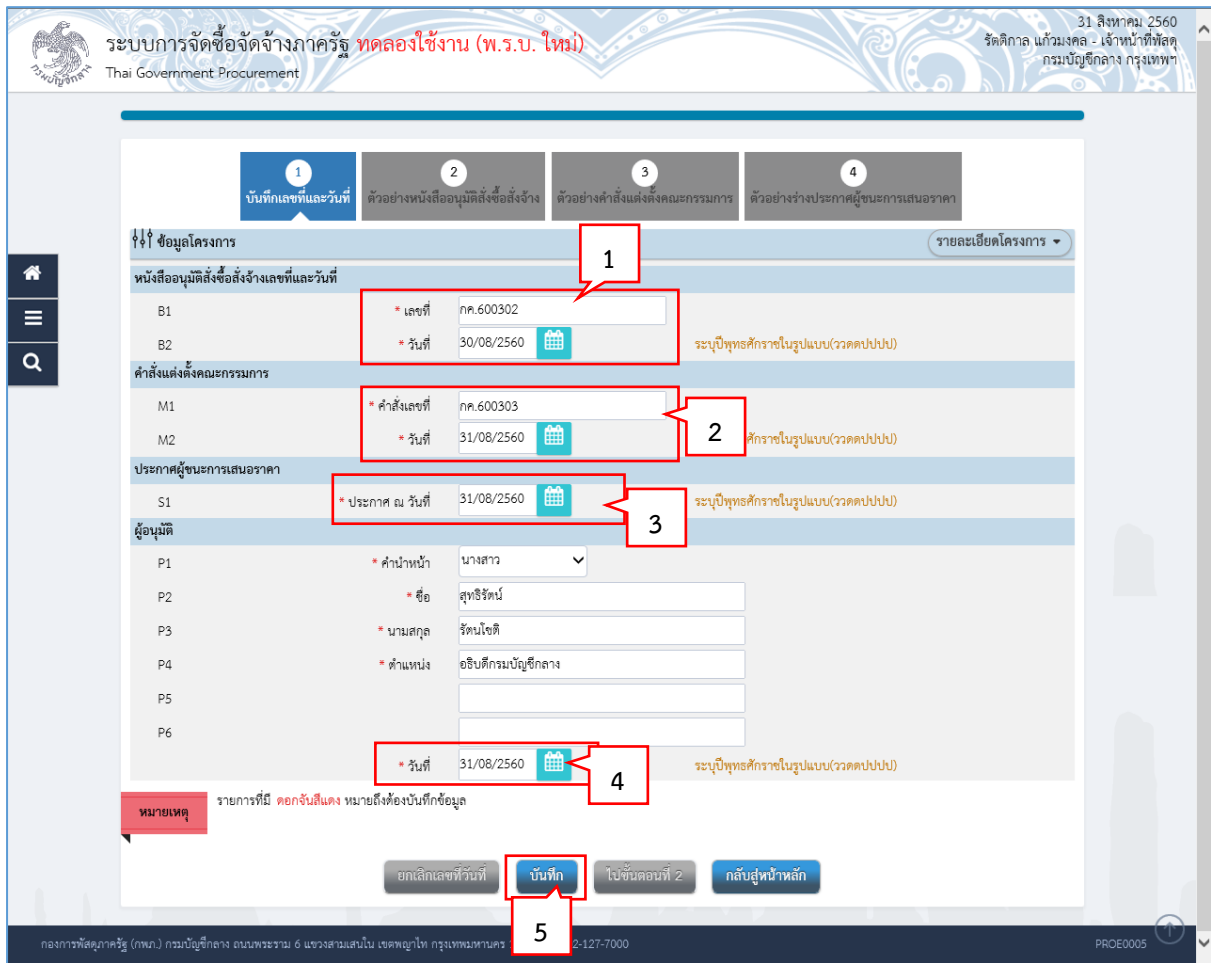 31 สิงหาคม 2560
ระบบการจัดซื้อจัดจ้างภาครัฐ ทดลองใช้งาน (พ.ร.บ. ใหม่)
รัตติกาล แก้วมงคล - เจ้าหน้าที่พัสดุ
กรมบัญชีกลาง กรุงเทพฯ
Thai Government Procurement
1 2 3 4
บันทึกเลขที่และวันที่ ตัวอย่างหนังสืออนุมัติสั่งซื้อสั่งจ้าง ตัวอย่างคำสั่งแต่งตั้งคณะกรรมการ ตัวอย่างร่างประกาศผู้ชนะการเสนอราคา
ข้อมูลโครงการ รายละเอียดโครงการ
1
หนังสืออนุมัติสั่งซื้อสั่งจ้างเลขที่และวันที่
B1 * เลขที่ กค.600302
B2 * วันที่ 30/08/2560 ระบุปีพุทธศักราชในรูปแบบ(ววดดปปปป)
คำสั่งแต่งตั้งคณะกรรมการ
M1 * คำสั่งเลขที่ กค.600303
2
M2 * วันที่ 31/08/2560 ศักราชในรูปแบบ(ววดดปปปป)
ประกาศผู้ชนะการเสนอราคา
S1 * ประกาศ ณ วันที่ 31/08/2560 ระบุปีพุทธศักราชในรูปแบบ(ววดดปปปป)
3
ผู้อนุมัติ
P1 * คำนำหน้า นางสาว
P2 * ชื่อ สุทธิรัตน์
P3 * นามสกุล รัตนโชติ
P4 * ตำแหน่ง อธิบดีกรมบัญชีกลาง
P5
P6
* วันที่ 31/08/2560 ระบุปีพุทธศักราชในรูปแบบ(ววดดปปปป)
4
หมายเหตุ รายการที่มี ดอกจันสีแดง หมายถึงต้องบันทึกข้อมูล
ยกเลิกเลขที่วันที่ บันทึก ไปขั้นตอนที่ 2 กลับสู่หน้าหลัก
5
กองการพัสดุภาครัฐ (กพภ.) กรมบัญชีกลาง ถนนพระราม 6 แขวงสามเสนใน เขตพญาไท กรุงเทพมหานคร 2-127-7000 PROE0005